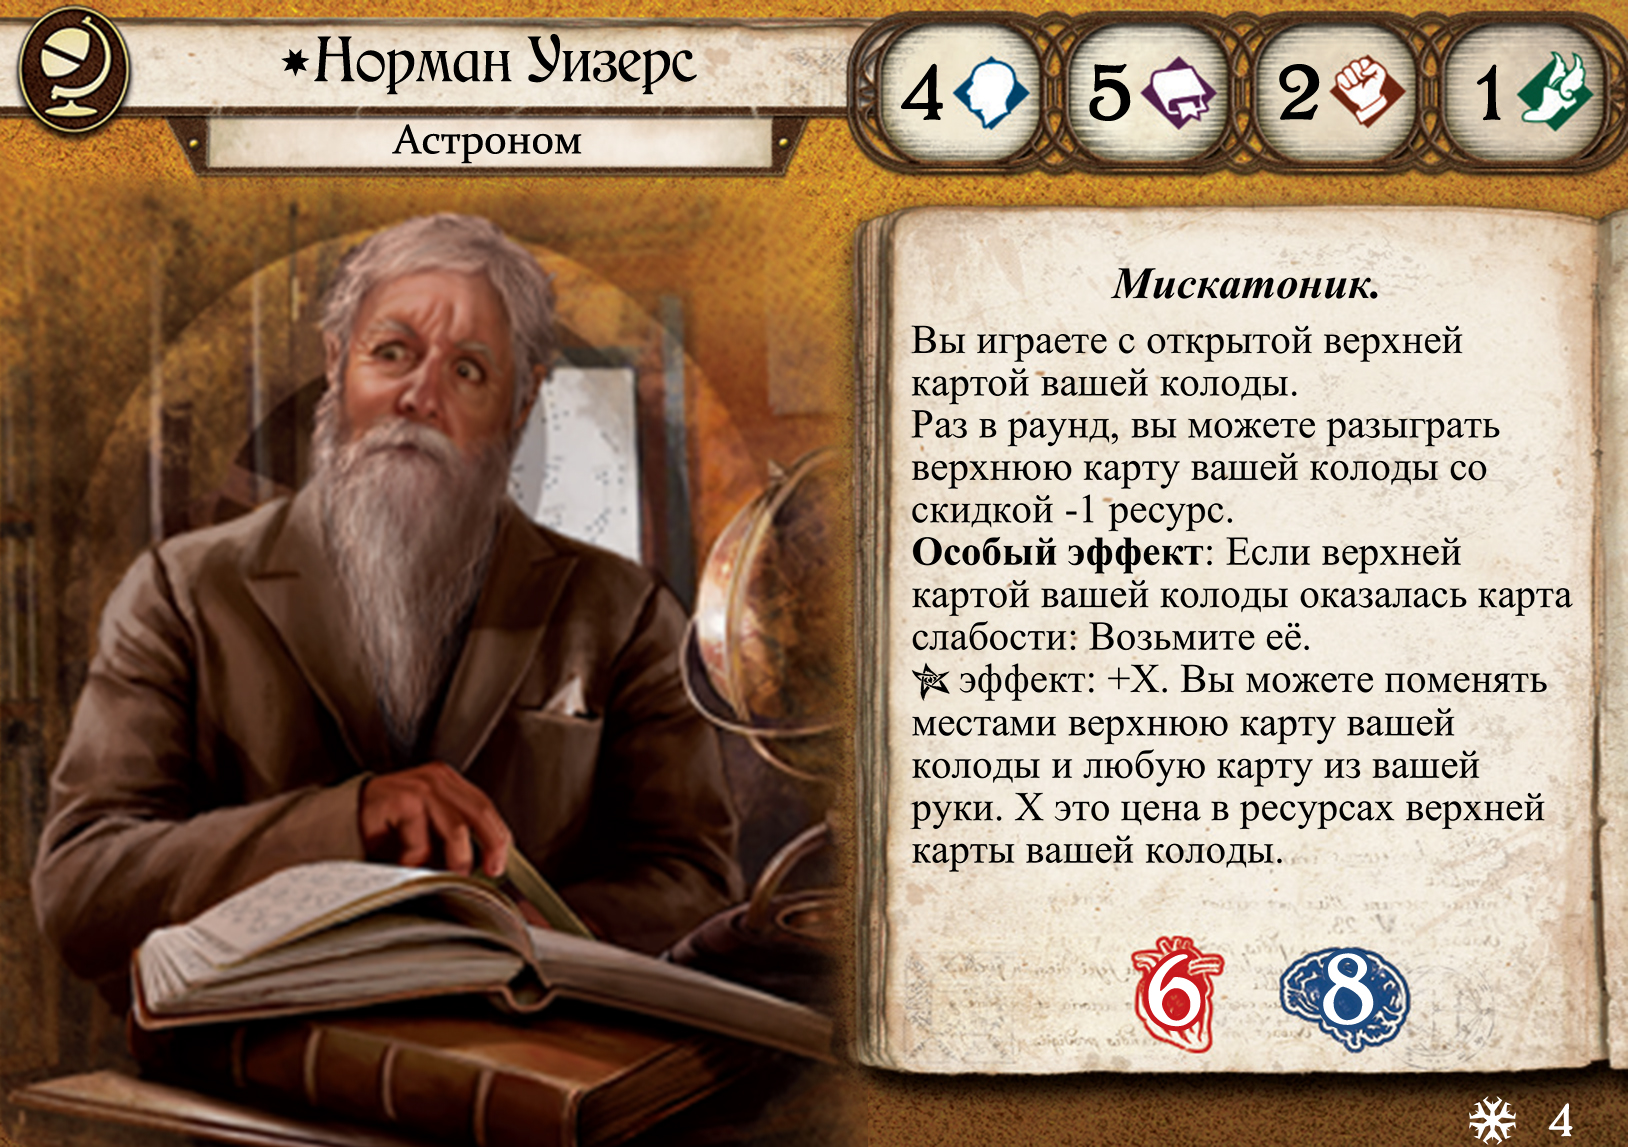 Норман Уизерс
Астроном
4 5 2 1
Мискатоник.
Вы играете с открытой верхней
картой вашей колоды.
Раз в раунд, вы можете разыграть
верхнюю карту вашей колоды со
скидкой -1 ресурс.
Особый эффект: Если верхней
картой вашей колоды оказалась карта
слабости: Возьмите её.
эффект: +X. Вы можете поменять
местами верхнюю карту вашей
колоды и любую карту из вашей
руки. X это цена в ресурсах верхней
карты вашей колоды.
6 8
4